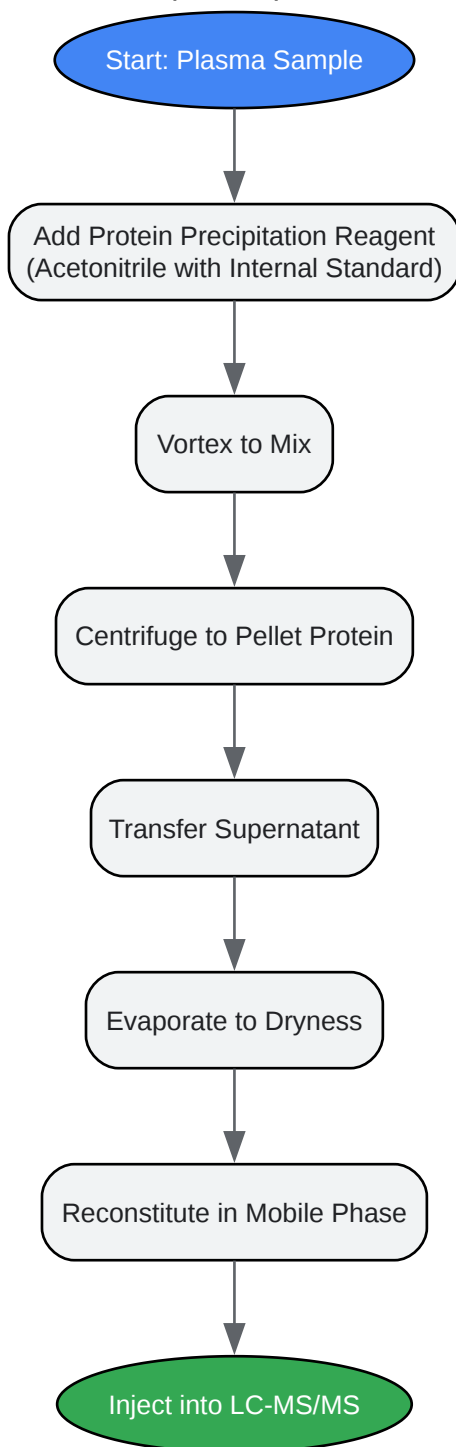 Start: Plasma Sample
Add Protein Precipitation Reagent
(Acetonitrile with Internal Standard)
Vortex to Mix
Centrifuge to Pellet Protein
Transfer Supernatant
Evaporate to Dryness
Reconstitute in Mobile Phase
Inject into LC-MS/MS